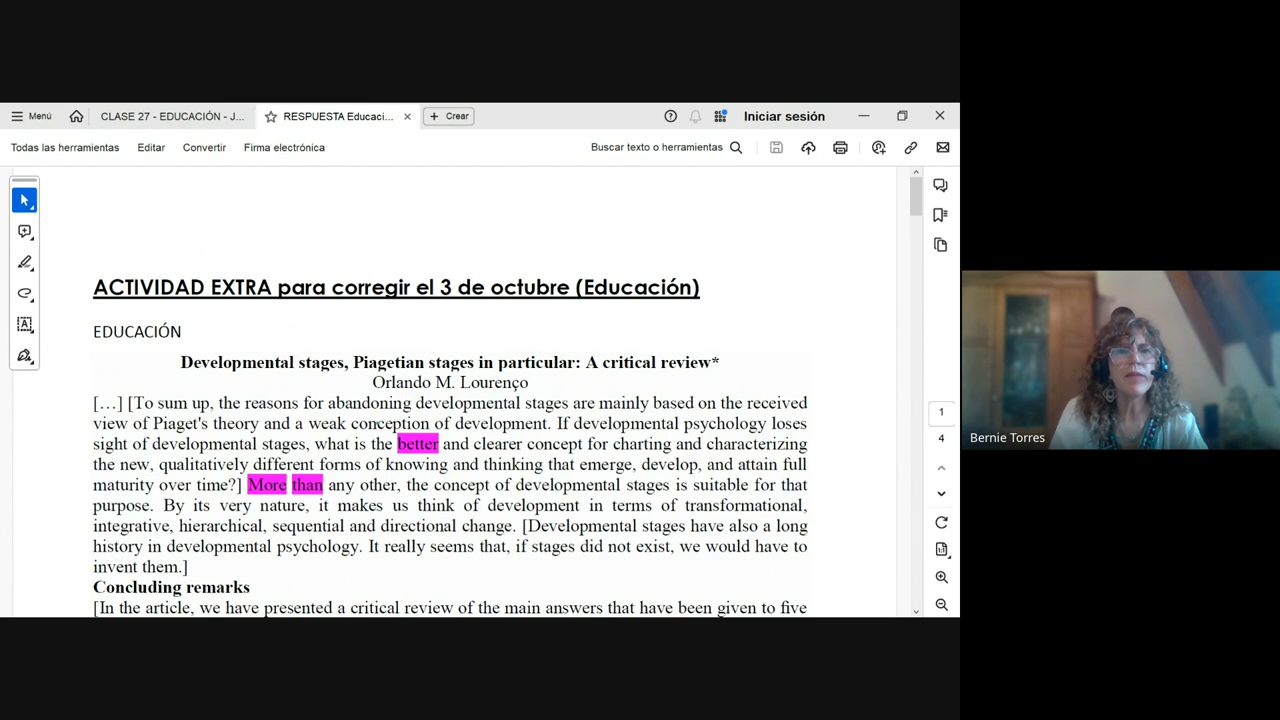 Menú
CLASE 27 - EDUCACIÓN - J...
RESPUESTA Educaci...
Crear
Iniciar sesión
Todas las herramientas
Editar
Convertir
Firma electrónica
Buscar texto o herramientas
ACTIVIDAD EXTRA para corregir el 3 de octubre (Educación)
EDUCACIÓN
Developmental stages, Piagetian stages in particular: A critical review*
Orlando M. Lourenço
[…] [To sum up, the reasons for abandoning developmental stages are mainly based on the received
view of Piaget's theory and a weak conception of development. If developmental psychology loses
sight of developmental stages, what is the better and clearer concept for charting and characterizing
the new, qualitatively different forms of knowing and thinking that emerge, develop, and attain full
maturity over time?] More than any other, the concept of developmental stages is suitable for that
purpose. By its very nature, it makes us think of development in terms of transformational,
integrative, hierarchical, sequential and directional change. [Developmental stages have also a long
history in developmental psychology. It really seems that, if stages did not exist, we would have to
invent them.]
Concluding remarks
[In the article, we have presented a critical review of the main answers that have been given to five
1
4
Bernie Torres